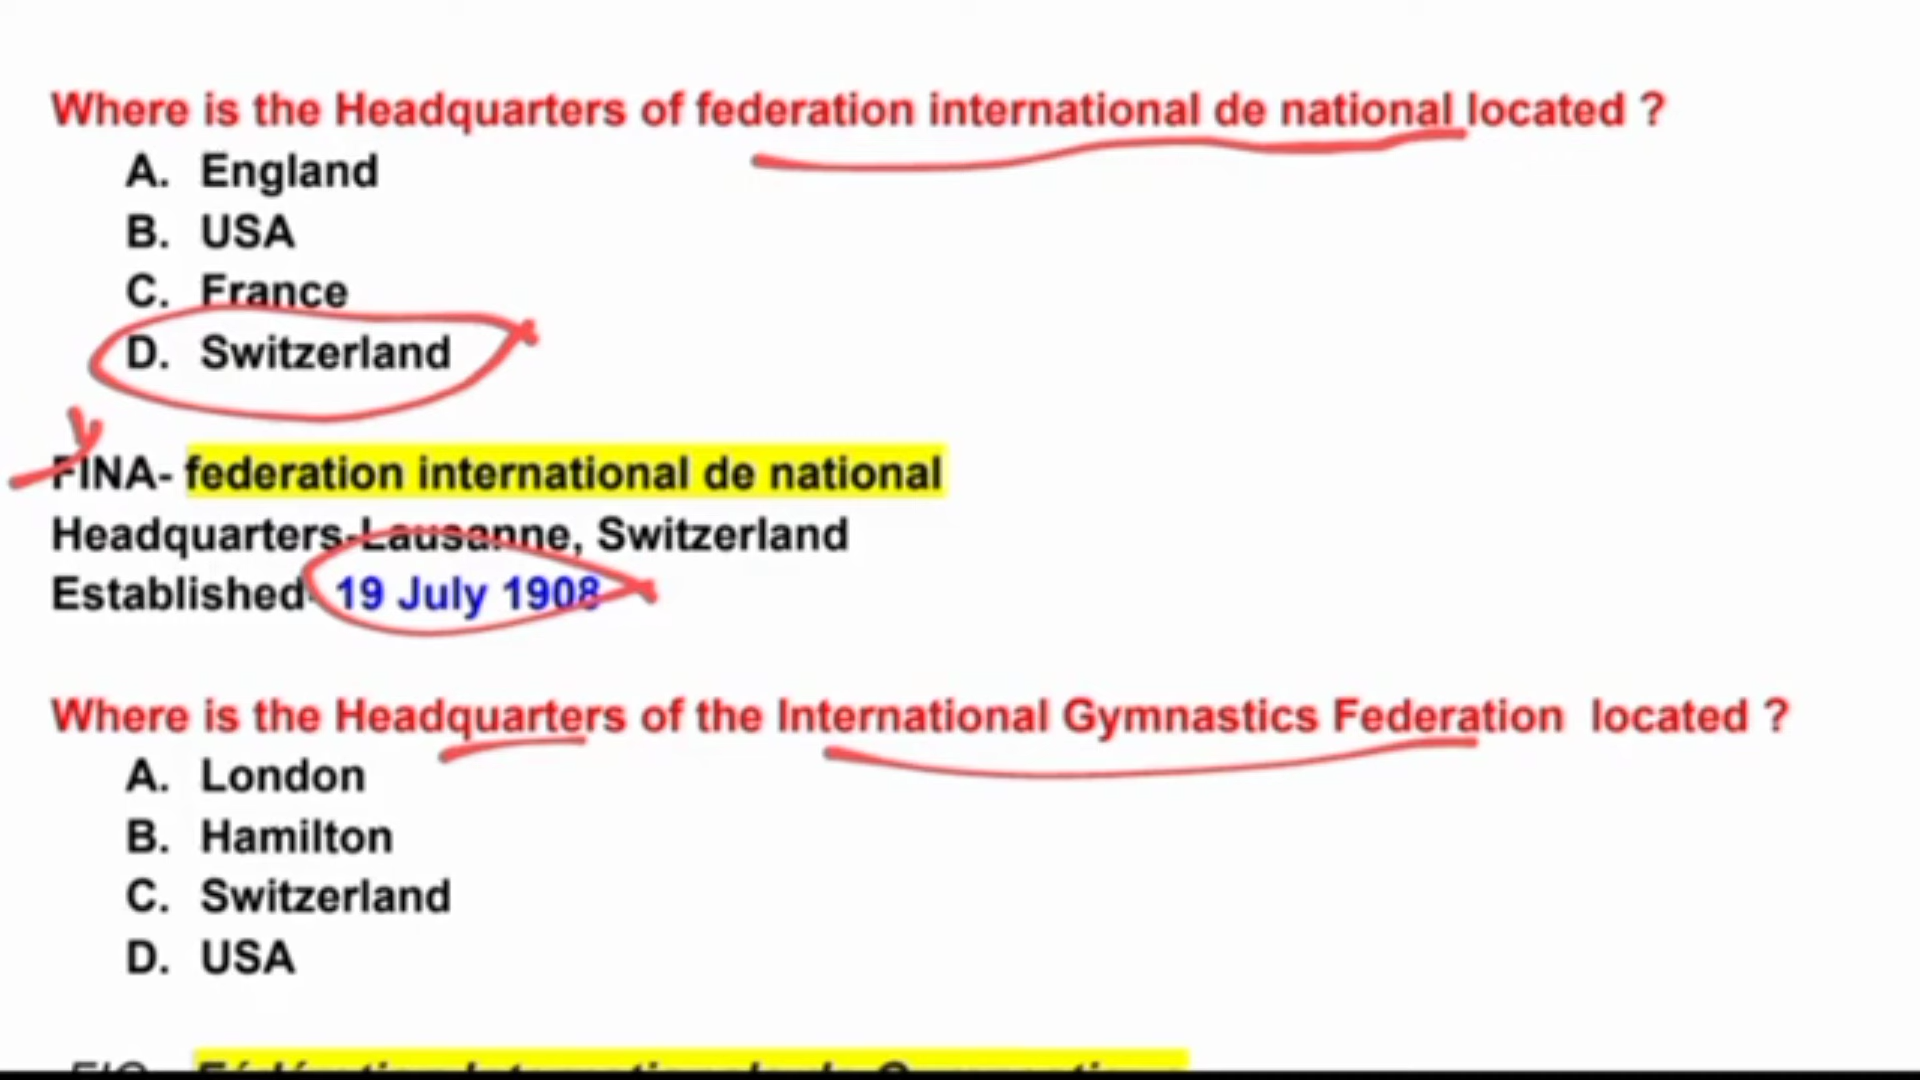 Where is the Headquarters of federation international de national located ?
A. England
B. USA
C. France
D. Switzerland
FINA- federation international de national
Headquarters-Lausanne, Switzerland
Established- 19 July 1908
Where is the Headquarters of the International Gymnastics Federation located ?
A. London
B. Hamilton
C. Switzerland
D. USA